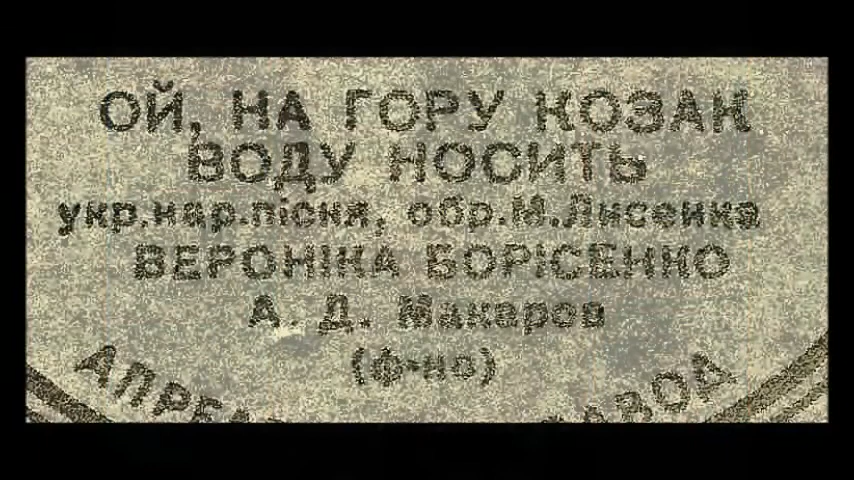 ОЙ, НА ГОРУ КОЗАК
ВОДУ НОСИТЬ
укр.нар.пісня, обр.М.Лисенка
ВЕРОНІКА БОРІСЕНКО
А. Д. Макаров
(ф-но)